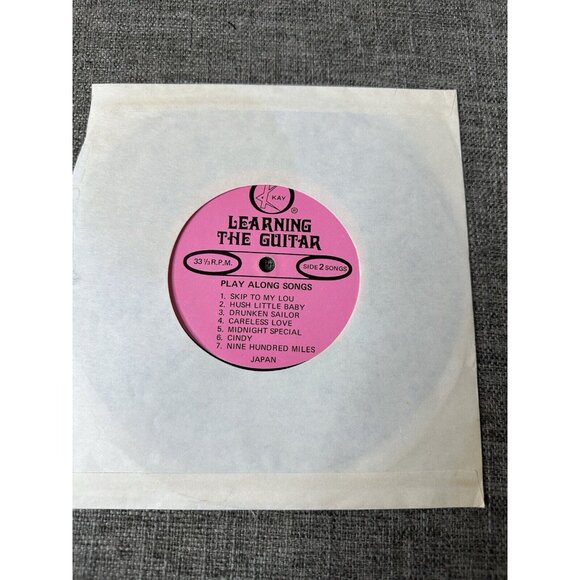 KAY
®
LEARNING
THE GUITAR
33 1/3 R.P.M.
SIDE 2 SONGS
PLAY ALONG SONGS
1. SKIP TO MY LOU
2. HUSH LITTLE BABY
3. DRUNKEN SAILOR
4. CARELESS LOVE
5. MIDNIGHT SPECIAL
6. CINDY
7. NINE HUNDRED MILES
JAPAN